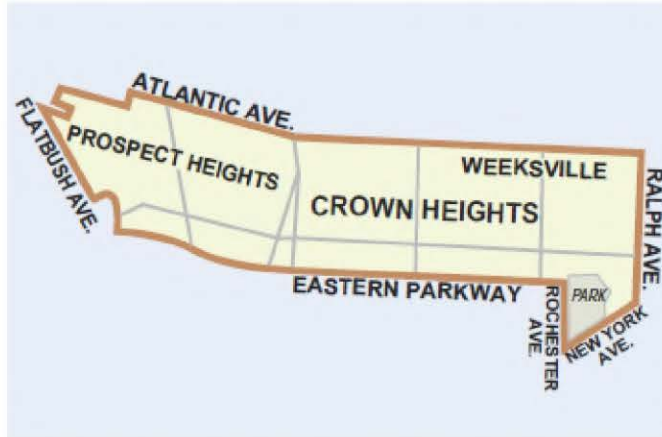 ATLANTIC AVE.
FLATBUSH AVE.
PROSPECT HEIGHTS
WEEKSVILLE
CROWN HEIGHTS
RALPH AVE.
EASTERN PARKWAY
ROCHESTER
AVE.
PARK
NEW YORK
AVE.